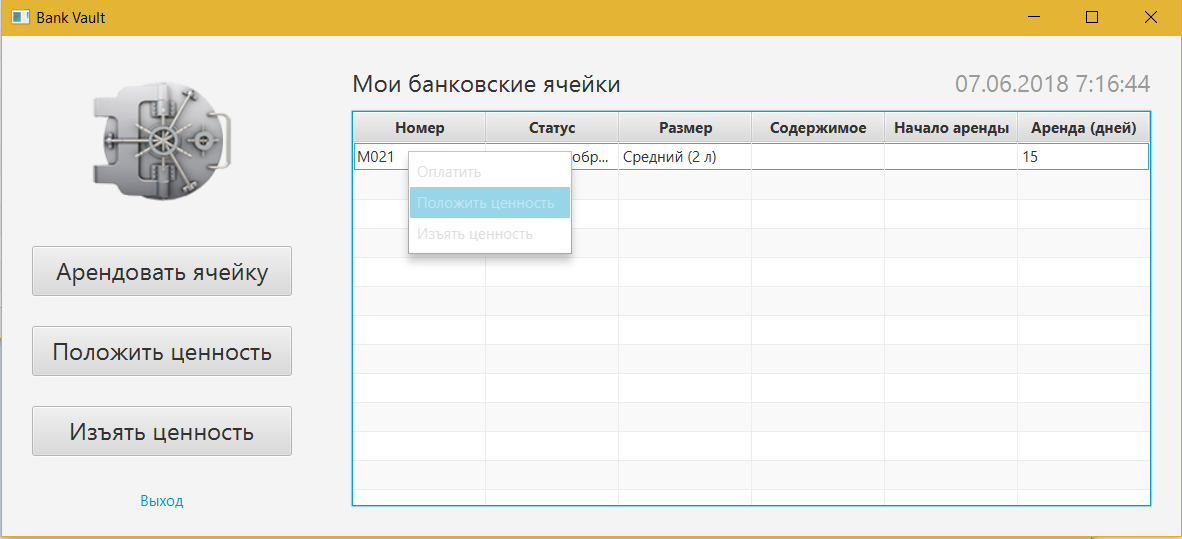 Bank Vault
Мои банковские ячейки
07.06.2018 7:16:44
Номер Статус Размер Содержимое Начало аренды Аренда (дней)
M021 обр... Средний (2 л) 15
Оплатить
Положить ценность
Изъять ценность
Арендовать ячейку
Положить ценность
Изъять ценность
Выход